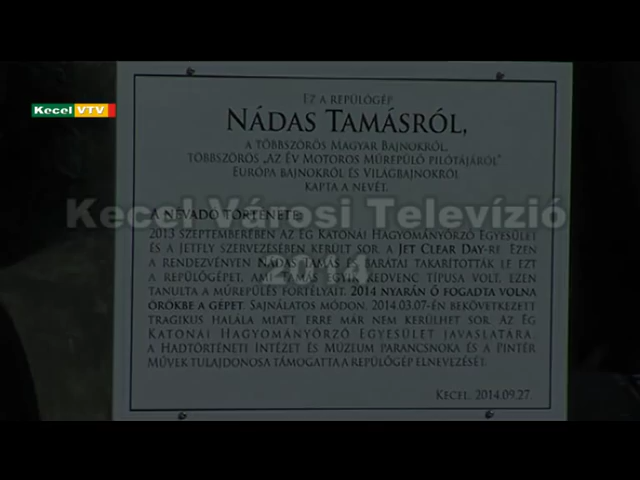 Kecel VTV
EZ A REPÜLŐGÉP
NÁDAS TAMÁSRÓL,
A TÖBBSZÖRÖS MAGYAR BAJNOKRÓL,
TÖBBSZÖRÖS „AZ ÉV MOTOROS MŰREPÜLŐ PILÓTÁJÁRÓL”
EURÓPA BAJNOKRÓL ÉS VILÁGBAJNOKRÓL
KAPTA A NEVÉT.
Kecel Városi Televízió
A NÉVADÓ TÖRTÉNETE:
2013 SZEPTEMBERÉBEN AZ ÉG KATONÁI HAGYOMÁNYŐRZŐ EGYESÜLET
ÉS A JETFLY SZERVEZÉSÉBEN KERÜLT SOR A JET CLEAR DAY-RE. EZEN
A RENDEZVÉNYEN NÁDAS TAMÁS ÉS BARÁTAI TAKARÍTOTTÁK LE EZT
2014
A REPÜLŐGÉPET, AMI TAMÁS EGYIK KEDVENC TÍPUSA VOLT, EZEN
TANULTA A MŰREPÜLÉS FORTÉLYAIT. 2014 NYARÁN Ő FOGADTA VOLNA
ÖRÖKBE A GÉPET. SAJNÁLATOS MÓDON, 2014.03.07-ÉN BEKÖVETKEZETT
TRAGIKUS HALÁLA MIATT, ERRE MÁR NEM KERÜLHET SOR. AZ ÉG
KATONÁI HAGYOMÁNYŐRZŐ EGYESÜLET JAVASLATÁRA,
A HADTÖRTÉNETI INTÉZET ÉS MÚZEUM PARANCSNOKA ÉS A PINTÉR
MŰVEK TULAJDONOSA TÁMOGATTA A REPÜLŐGÉP ELNEVEZÉSÉT.
KECEL, 2014.09.27.